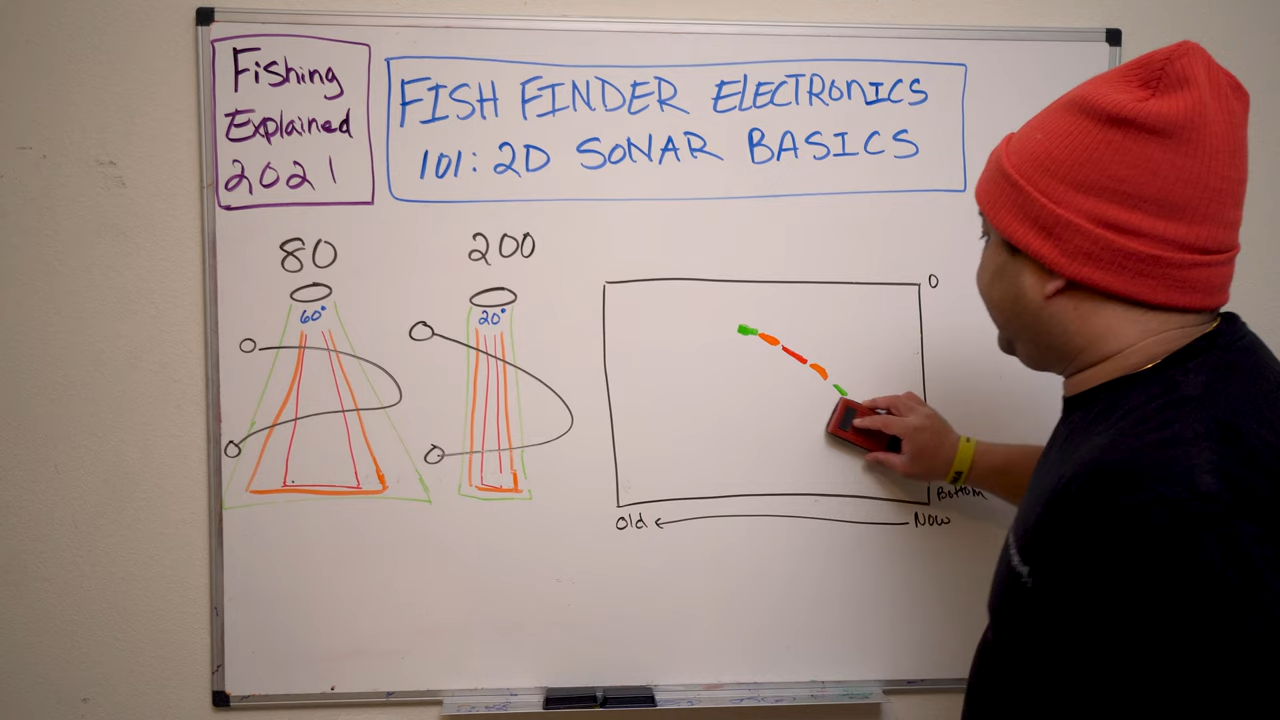 Fishing
Explained
2021
FISH FINDER ELECTRONICS
101: 2D SONAR BASICS
80
200
60°
20°
0
Bottom
Old
Now